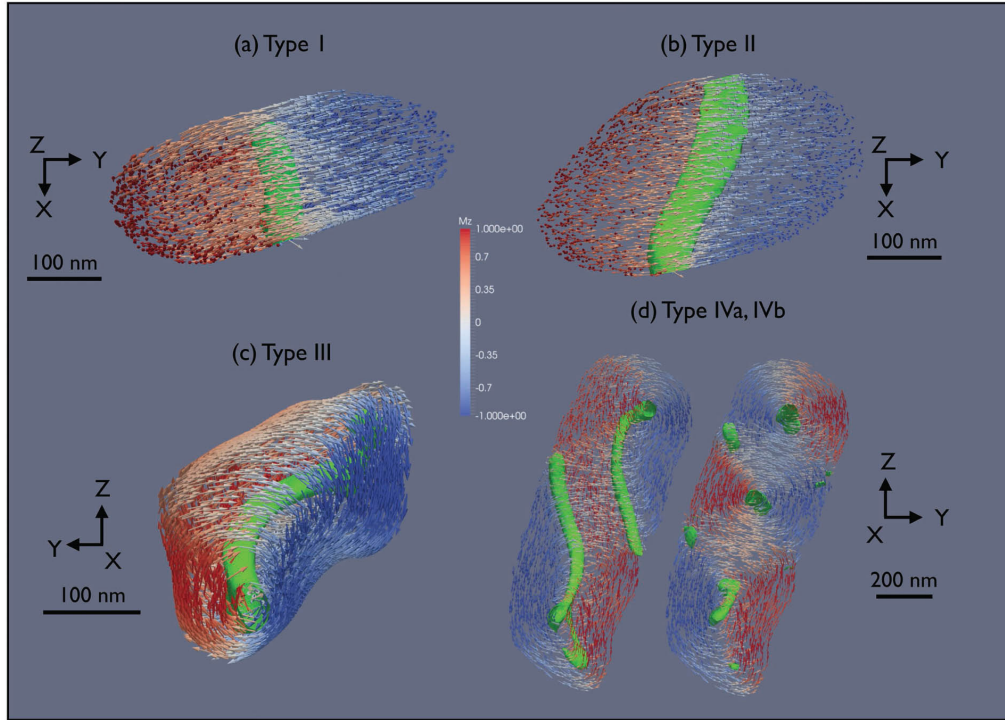 (a) Type I
(b) Type II
Z
Y
X
100 nm
Z
Y
X
100 nm
Mz
1.000e+00
0.7
0.35
0
-0.35
-0.7
-1.000e+00
(c) Type III
(d) Type IVa, IVb
Z
Y
X
100 nm
Z
X
Y
200 nm